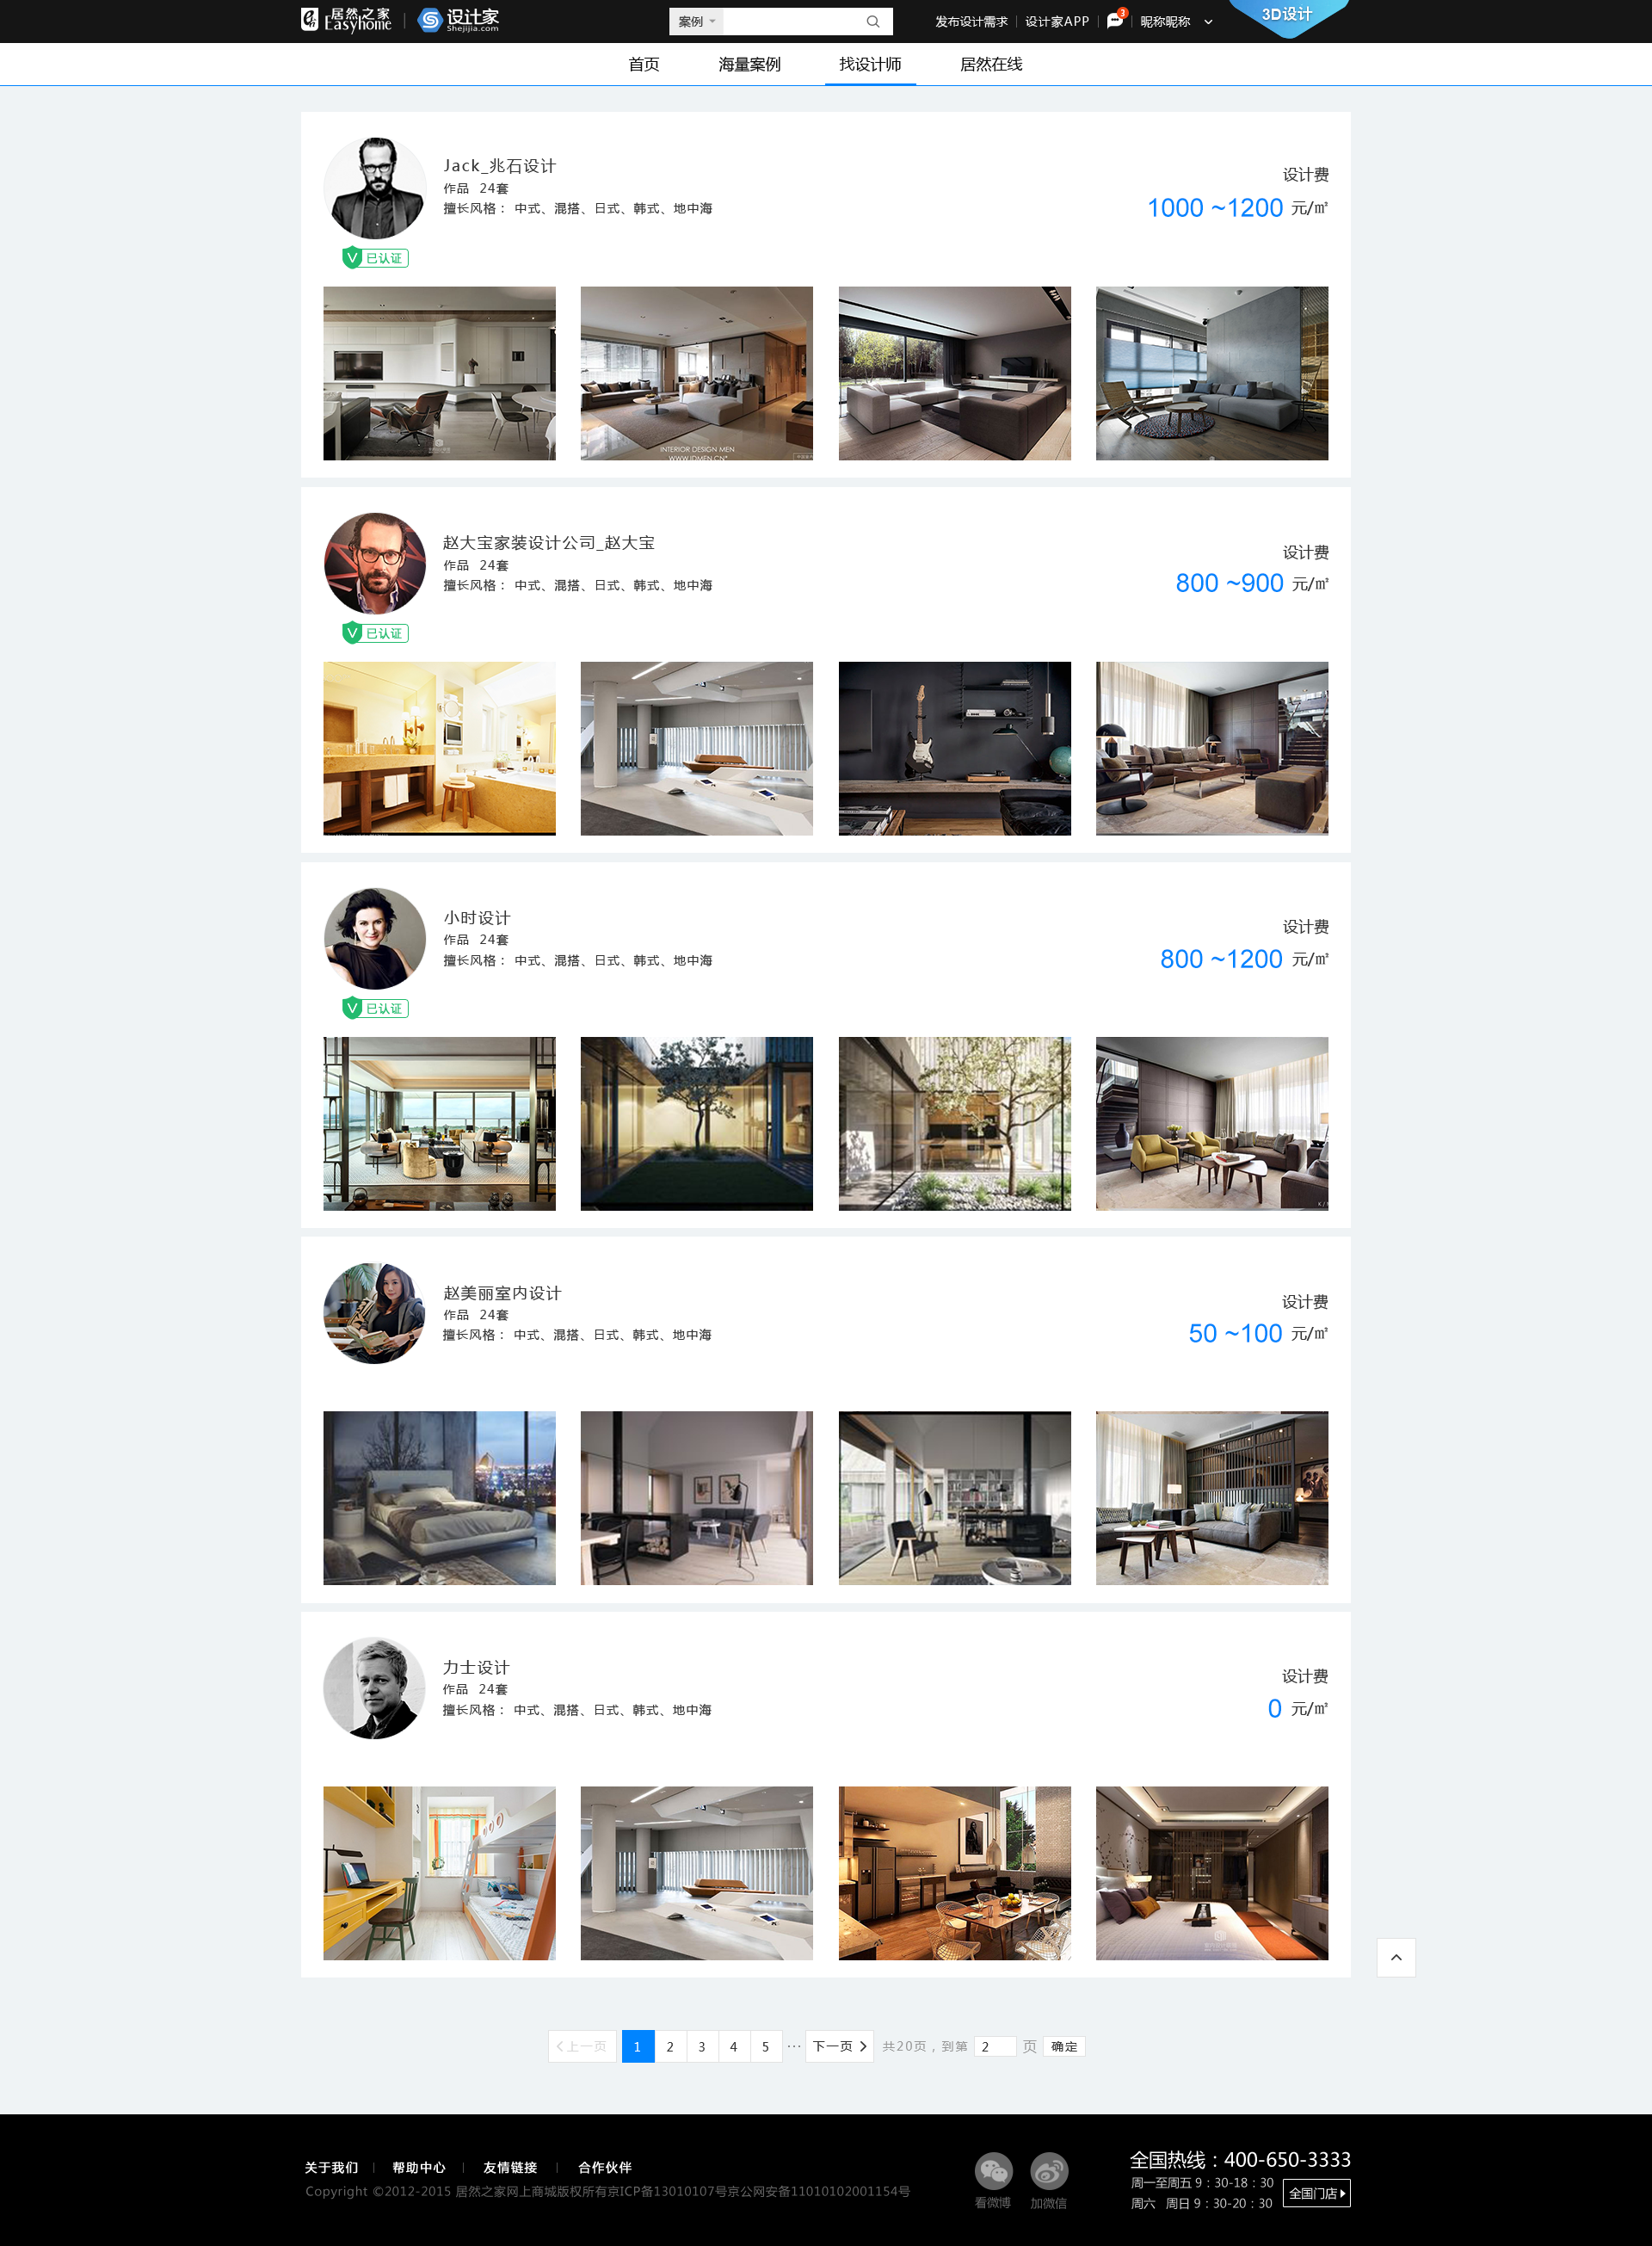 居然之家
Easyhome
设计家
Shejijia.com
案例
发布设计需求
设计家APP
3
昵称昵称
3D设计
首页
海量案例
找设计师
居然在线
Jack_兆石设计
作品 24套
擅长风格: 中式、混搭、日式、韩式、地中海
设计费
1000 ~1200 元/㎡
已认证
INTERIOR DESIGN MEN
WWW.IDMEN.CN*
赵大宝家装设计公司_赵大宝
作品 24套
擅长风格: 中式、混搭、日式、韩式、地中海
设计费
800 ~900 元/㎡
已认证
小时设计
作品 24套
擅长风格: 中式、混搭、日式、韩式、地中海
设计费
800 ~1200 元/㎡
已认证
赵美丽室内设计
作品 24套
擅长风格: 中式、混搭、日式、韩式、地中海
设计费
50 ~100 元/㎡
力士设计
作品 24套
擅长风格: 中式、混搭、日式、韩式、地中海
设计费
0 元/㎡
上一页 1 2 3 4 5 ··· 下一页 共20页,到第 2 页 确定
关于我们 | 帮助中心 | 友情链接 | 合作伙伴
Copyright ©2012-2015 居然之家网上商城版权所有京ICP备13010107号京公网安备11010102001154号
看微博
加微信
全国热线:400-650-3333
周一至周五 9:30-18:30
周六 周日 9:30-20:30
全国门店